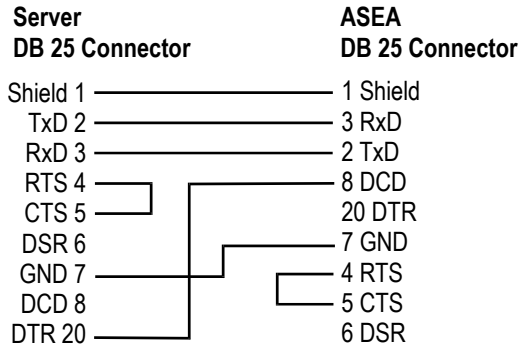 Server
DB 25 Connector
ASEA
DB 25 Connector
Shield 1
1 Shield
TxD 2
3 RxD
RxD 3
2 TxD
RTS 4
8 DCD
CTS 5
20 DTR
DSR 6
7 GND
GND 7
4 RTS
DCD 8
5 CTS
DTR 20
6 DSR